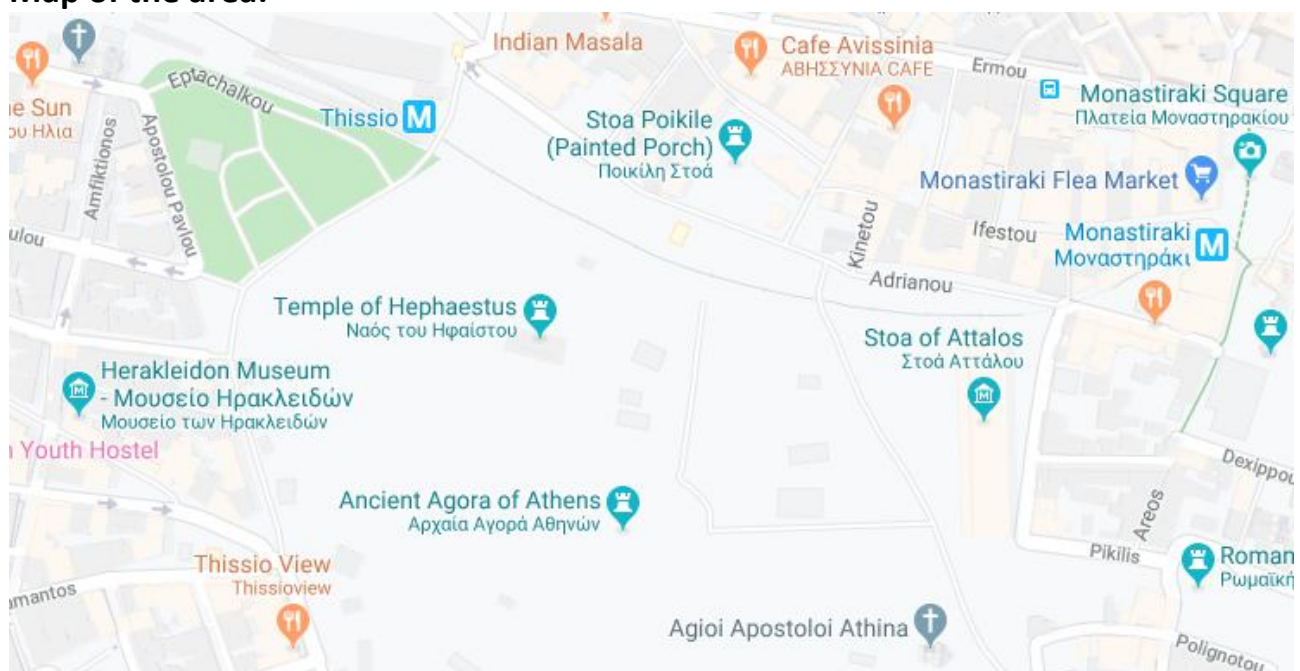 Map of the area:
Indian Masala
Cafe Avissinia
ΑΒΗΣΣΥΝΙΑ CAFE
Ermou
Eptachalkou
e Sun
ου Ηλια
Thissio M
Stoa Poikile
(Painted Porch)
Ποικίλη Στοά
Monastiraki Square
Πλατεία Μοναστηρακίου
Amfiktionos
Apostolou Pavlou
Monastiraki Flea Market
ulou
Kinetou
Ifestou
Monastiraki M
Μοναστηράκι
Adrianou
Temple of Hephaestus
Ναός του Ηφαίστου
Stoa of Attalos
Στοά Αττάλου
Herakleidon Museum
- Μουσείο Ηρακλειδών
Μουσείο των Ηρακλειδών
Youth Hostel
Dexippou
Ancient Agora of Athens
Αρχαία Αγορά Αθηνών
Areos
Pikilis
Roman
Ρωμαϊκή
Thissio View
Thissioview
amantos
Agioi Apostoloi Athina
Polignotou